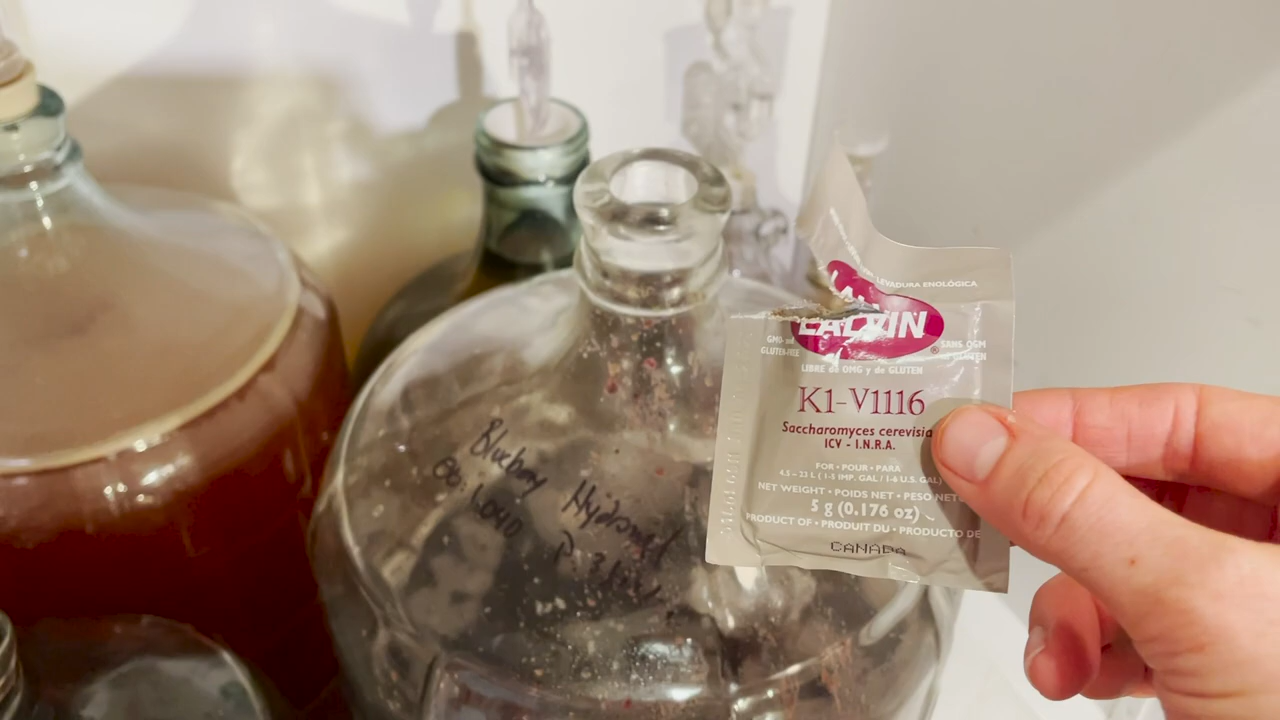 LEVADURA ENOLÓGICA
LALVIN
GMO- and
GLUTEN-FREE
SANS OGM
et GLUTEN
LIBRE de OMG y de GLUTEN
K1-V1116
Saccharomyces cerevisia
ICV - I.N.R.A.
FOR • POUR • PARA
4.5 – 23 L ( 1-5 IMP. GAL / 1-6 U.S. GAL)
NET WEIGHT • POIDS NET • PESO NETO
5 g (0.176 oz)
PRODUCT OF • PRODUIT DU • PRODUCTO DE
CANADA
Blueberry Hydromel
OG: 1.040